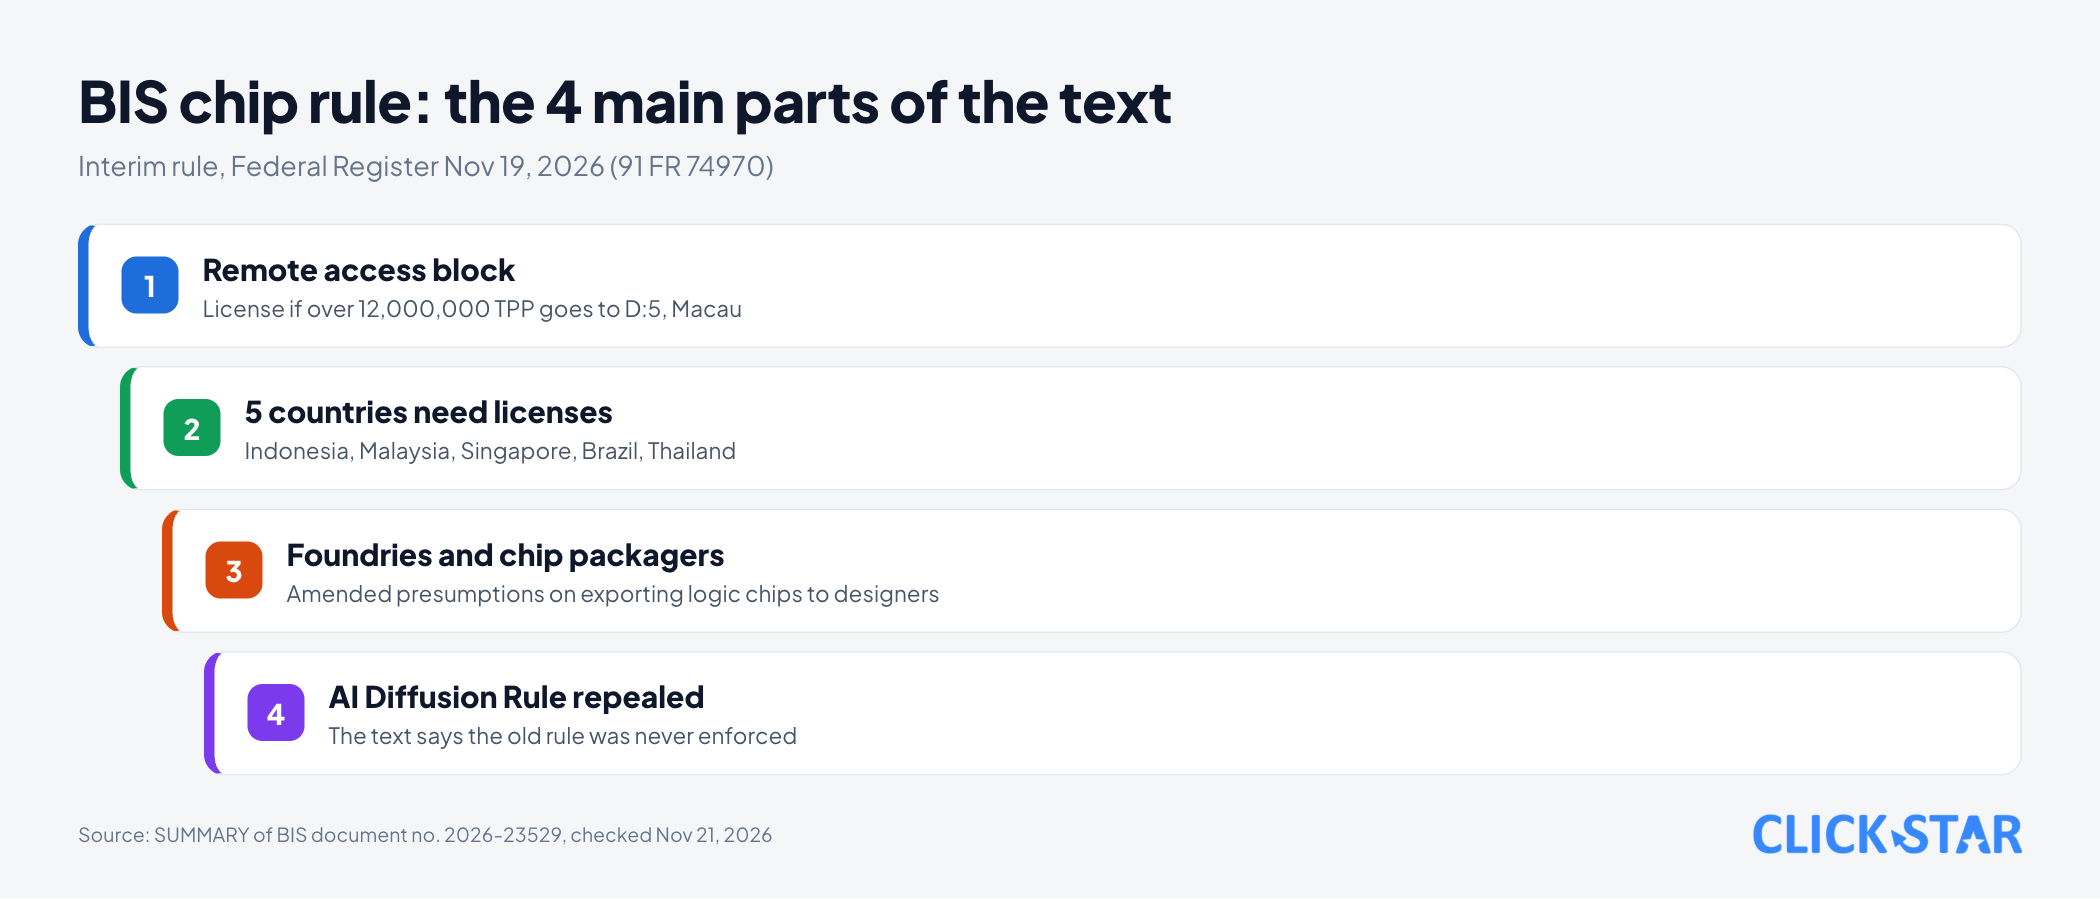 BIS chip rule: the 4 main parts of the text
Interim rule, Federal Register Nov 19, 2026 (91 FR 74970)
1
Remote access block
License if over 12,000,000 TPP goes to D:5, Macau
2
5 countries need licenses
Indonesia, Malaysia, Singapore, Brazil, Thailand
3
Foundries and chip packagers
Amended presumptions on exporting logic chips to designers
4
AI Diffusion Rule repealed
The text says the old rule was never enforced
Source: SUMMARY of BIS document no. 2026-23529, checked Nov 21, 2026
CLICKSTAR